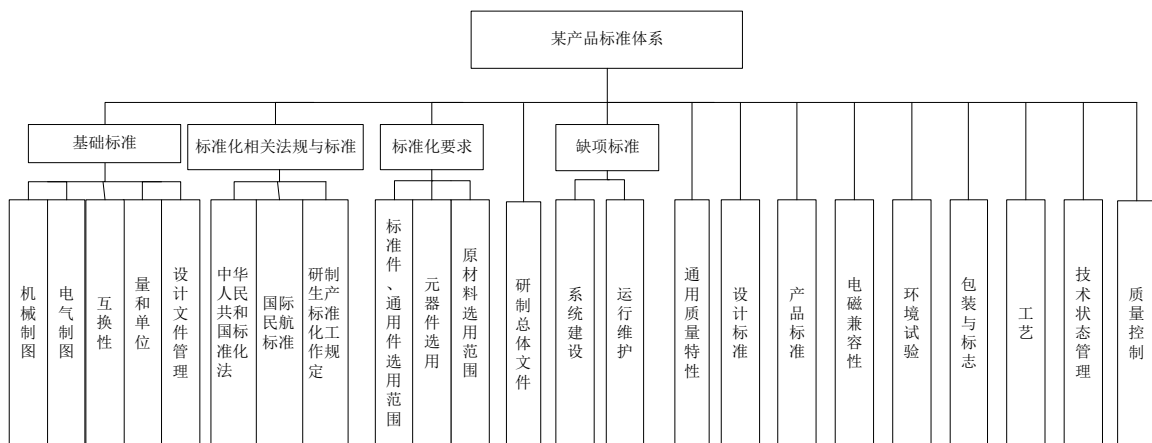 某产品标准体系
基础标准
标准化相关法规与标准
标准化要求
缺项标准
机械制图
电气制图
互换性
量和单位
设计文件管理
中华人民共和国标准化法
国际民航标准
研制生产标准化工作规定
标准件、通用件选用范围
元器件选用
原材料选用范围
研制总体文件
系统建设
运行维护
通用质量特性
设计标准
产品标准
电磁兼容性
环境试验
包装与标志
工艺
技术状态管理
质量控制